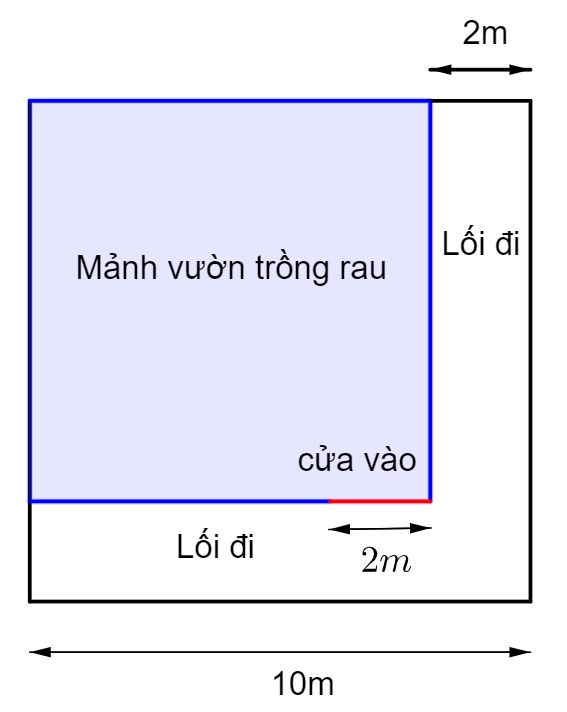 2m
Lối đi
Mảnh vườn trồng rau
cửa vào
Lối đi
2m
10m